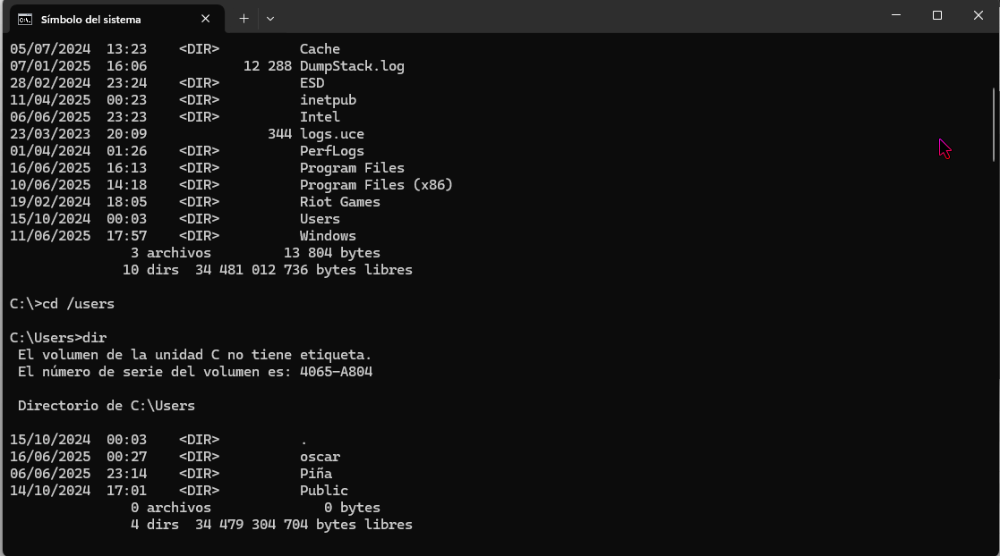 Símbolo del sistema
05/07/2024  13:23    <DIR>          Cache
07/01/2025  16:06            12 288 DumpStack.log
28/02/2024  23:24    <DIR>          ESD
11/04/2025  00:23    <DIR>          inetpub
06/06/2025  23:23    <DIR>          Intel
23/03/2023  20:09               344 logs.uce
01/04/2024  01:26    <DIR>          PerfLogs
16/06/2025  16:13    <DIR>          Program Files
10/06/2025  14:18    <DIR>          Program Files (x86)
19/02/2024  18:05    <DIR>          Riot Games
15/10/2024  00:03    <DIR>          Users
11/06/2025  17:57    <DIR>          Windows
               3 archivos         13 804 bytes
              10 dirs  34 481 012 736 bytes libres
C:\>cd /users
C:\Users>dir
 El volumen de la unidad C no tiene etiqueta.
 El número de serie del volumen es: 4065-A804
 Directorio de C:\Users
15/10/2024  00:03    <DIR>          .
16/06/2025  00:27    <DIR>          oscar
06/06/2025  23:14    <DIR>          Piña
14/10/2024  17:01    <DIR>          Public
               0 archivos              0 bytes
               4 dirs  34 479 304 704 bytes libres